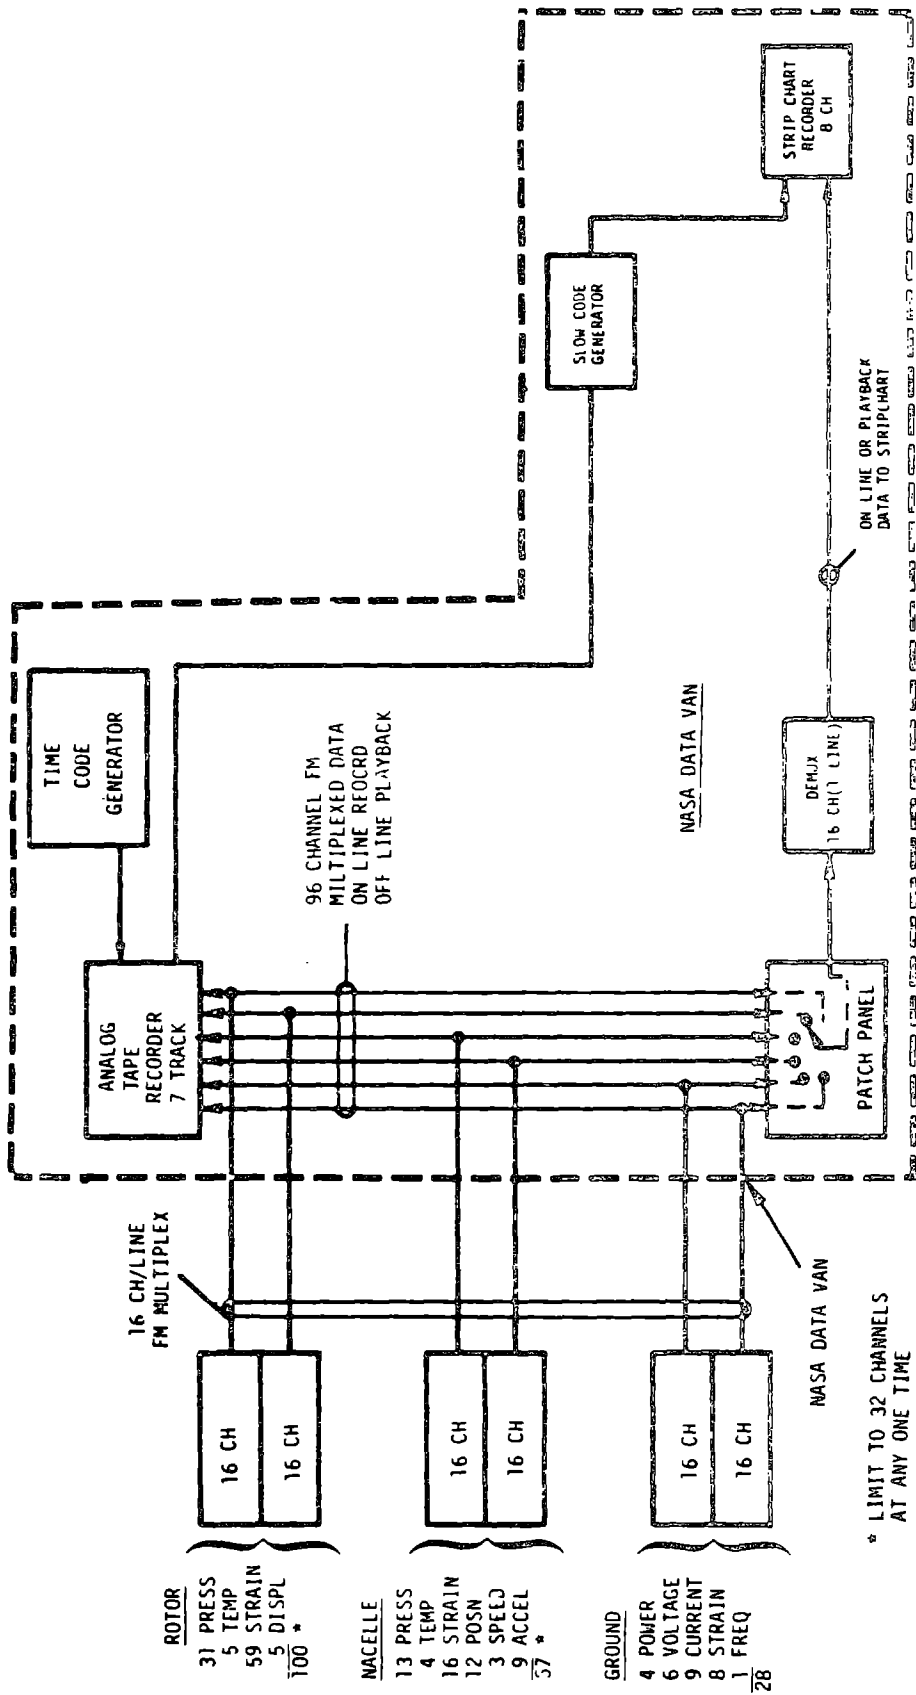 ROTOR
31 PRESS
5 TEMP
59 STRAIN
5 DISPL
100 *
NACELLE
13 PRESS
4 TEMP
16 STRAIN
12 POSN
3 SPEED
9 ACCEL
57 *
GROUND
4 POWER
6 VOLTAGE
9 CURRENT
8 STRAIN
1 FREQ
28
16 CH
16 CH
16 CH
16 CH
16 CH
16 CH
16 CH/LINE
FM MULTIPLEX
NASA DATA VAN
* LIMIT TO 32 CHANNELS
AT ANY ONE TIME
ANALOG
TAPE
RECORDER
7 TRACK
TIME
CODE
GENERATOR
96 CHANNEL FM
MILTIPLEXED DATA
ON LINE REOCRD
OFF LINE PLAYBACK
PATCH PANEL
NASA DATA VAN
DEMUX
16 CH(1 LINE)
SLOW CODE
GENERATOR
ON LINE OR PLAYBACK
DATA TO STRIPCHART
STRIP CHART
RECORDER
8 CH